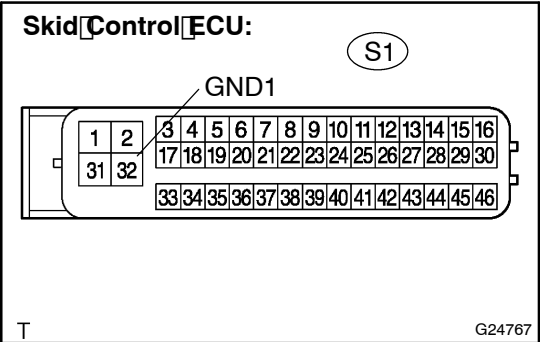 Skid Control ECU:
S1
GND1
1 2 3 4 5 6 7 8 9 10 11 12 13 14 15 16
17 18 19 20 21 22 23 24 25 26 27 28 29 30
31 32
33 34 35 36 37 38 39 40 41 42 43 44 45 46
T
G24767